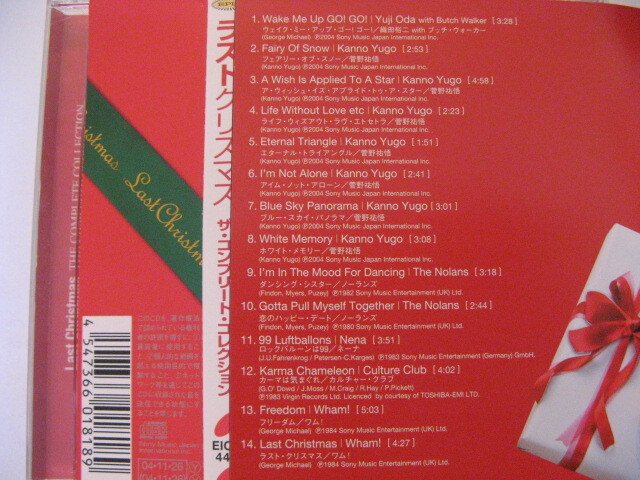 1. Wake Me Up GO! GO! | Yuji Oda with Butch Walker [3:28]
ウェイク・ミー・アップ・ゴー! ゴー! / 織田裕二 with ブッチ・ウォーカー
(George Michael) ℗2004 Sony Music Japan International Inc.
2. Fairy Of Snow | Kanno Yugo [2:53]
フェアリー・オブ・スノー / 菅野祐悟
(Kanno Yugo) ℗2004 Sony Music Japan International Inc.
3. A Wish Is Applied To A Star | Kanno Yugo [4:58]
ア・ウィッシュ・イズ・アプライド・トゥ・ア・スター / 菅野祐悟
(Kanno Yugo) ℗2004 Sony Music Japan International Inc.
4. Life Without Love etc | Kanno Yugo [2:23]
ライフ・ウィズアウト・ラヴ・エトセトラ / 菅野祐悟
(Kanno Yugo) ℗2004 Sony Music Japan International Inc.
5. Eternal Triangle | Kanno Yugo [1:51]
エターナル・トライアングル / 菅野祐悟
(Kanno Yugo) ℗2004 Sony Music Japan International Inc.
6. I'm Not Alone | Kanno Yugo [2:41]
アイム・ノット・アローン / 菅野祐悟
(Kanno Yugo) ℗2004 Sony Music Japan International Inc.
7. Blue Sky Panorama | Kanno Yugo [3:01]
ブルー・スカイ・パノラマ / 菅野祐悟
(Kanno Yugo) ℗2004 Sony Music Japan International Inc.
8. White Memory | Kanno Yugo [3:08]
ホワイト・メモリー / 菅野祐悟
(Kanno Yugo) ℗2004 Sony Music Japan International Inc.
9. I'm In The Mood For Dancing | The Nolans [3:18]
ダンシング・シスター / ノーランズ
(Findon, Myers, Puzey) ℗1982 Sony Music Entertainment (UK) Ltd.
10. Gotta Pull Myself Together | The Nolans [2:44]
恋のハッピー・デート / ノーランズ
(Findon, Myers, Puzey) ℗1980 Sony Music Entertainment (UK) Ltd.
11. 99 Luftballons | Nena [3:51]
ロックバルーンは99 / ネーナ
(J.U.Fahrenkrog / Petersen-C.Karges) ℗1983 Sony Music Entertainment (Germany) GmbH.
12. Karma Chameleon | Culture Club [4:02]
カーマは気まぐれ / カルチャー・クラブ
(G.O' Dowd / J.Moss / M.Craig / R.Hay / P.Pickett)
℗1983 Virgin Records Ltd. Licenced by courtesy of TOSHIBA-EMI LTD.
13. Freedom | Wham! [5:03]
フリーダム / ワム!
(George Michael) ℗1984 Sony Music Entertainment (UK) Ltd.
14. Last Christmas | Wham! [4:27]
ラスト・クリスマス / ワム!
(George Michael) ℗1984 Sony Music Entertainment (UK) Ltd.
ラストクリスマス ザ・コンプリート・コレクション
EIC
44
Last Christmas THE COMPLETE COLLECTION
Christmas Last Christm
4 547366 018189
04-11-26